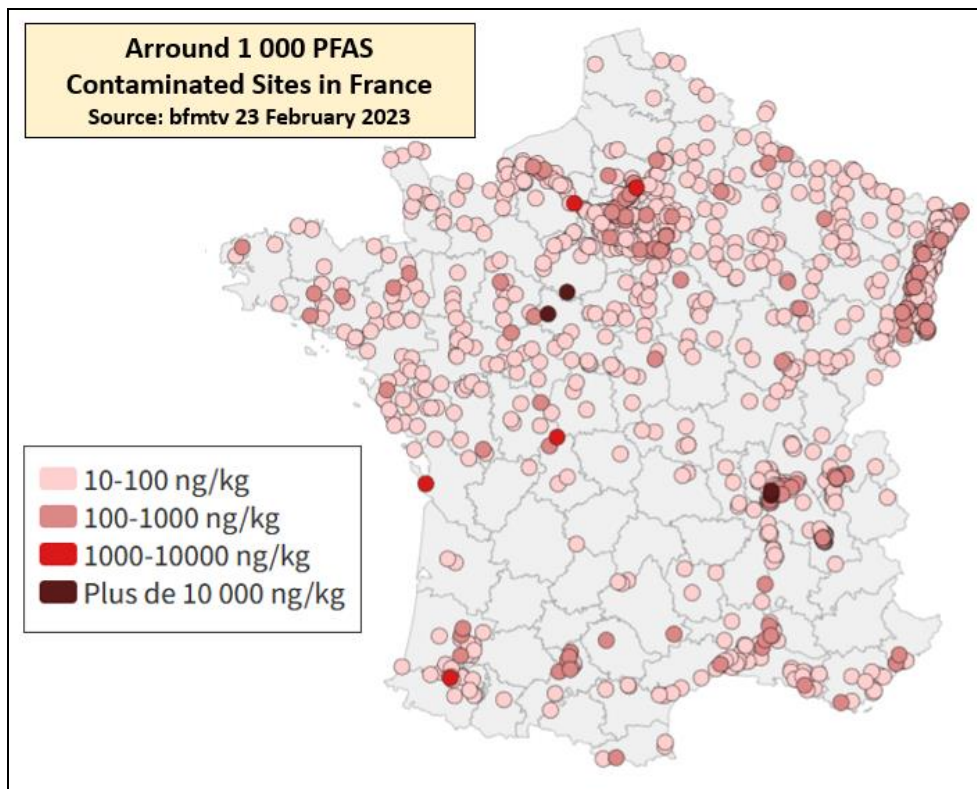 Arround 1 000 PFAS
Contaminated Sites in France
Source: bfmtv 23 February 2023
10-100 ng/kg
100-1000 ng/kg
1000-10000 ng/kg
Plus de 10 000 ng/kg